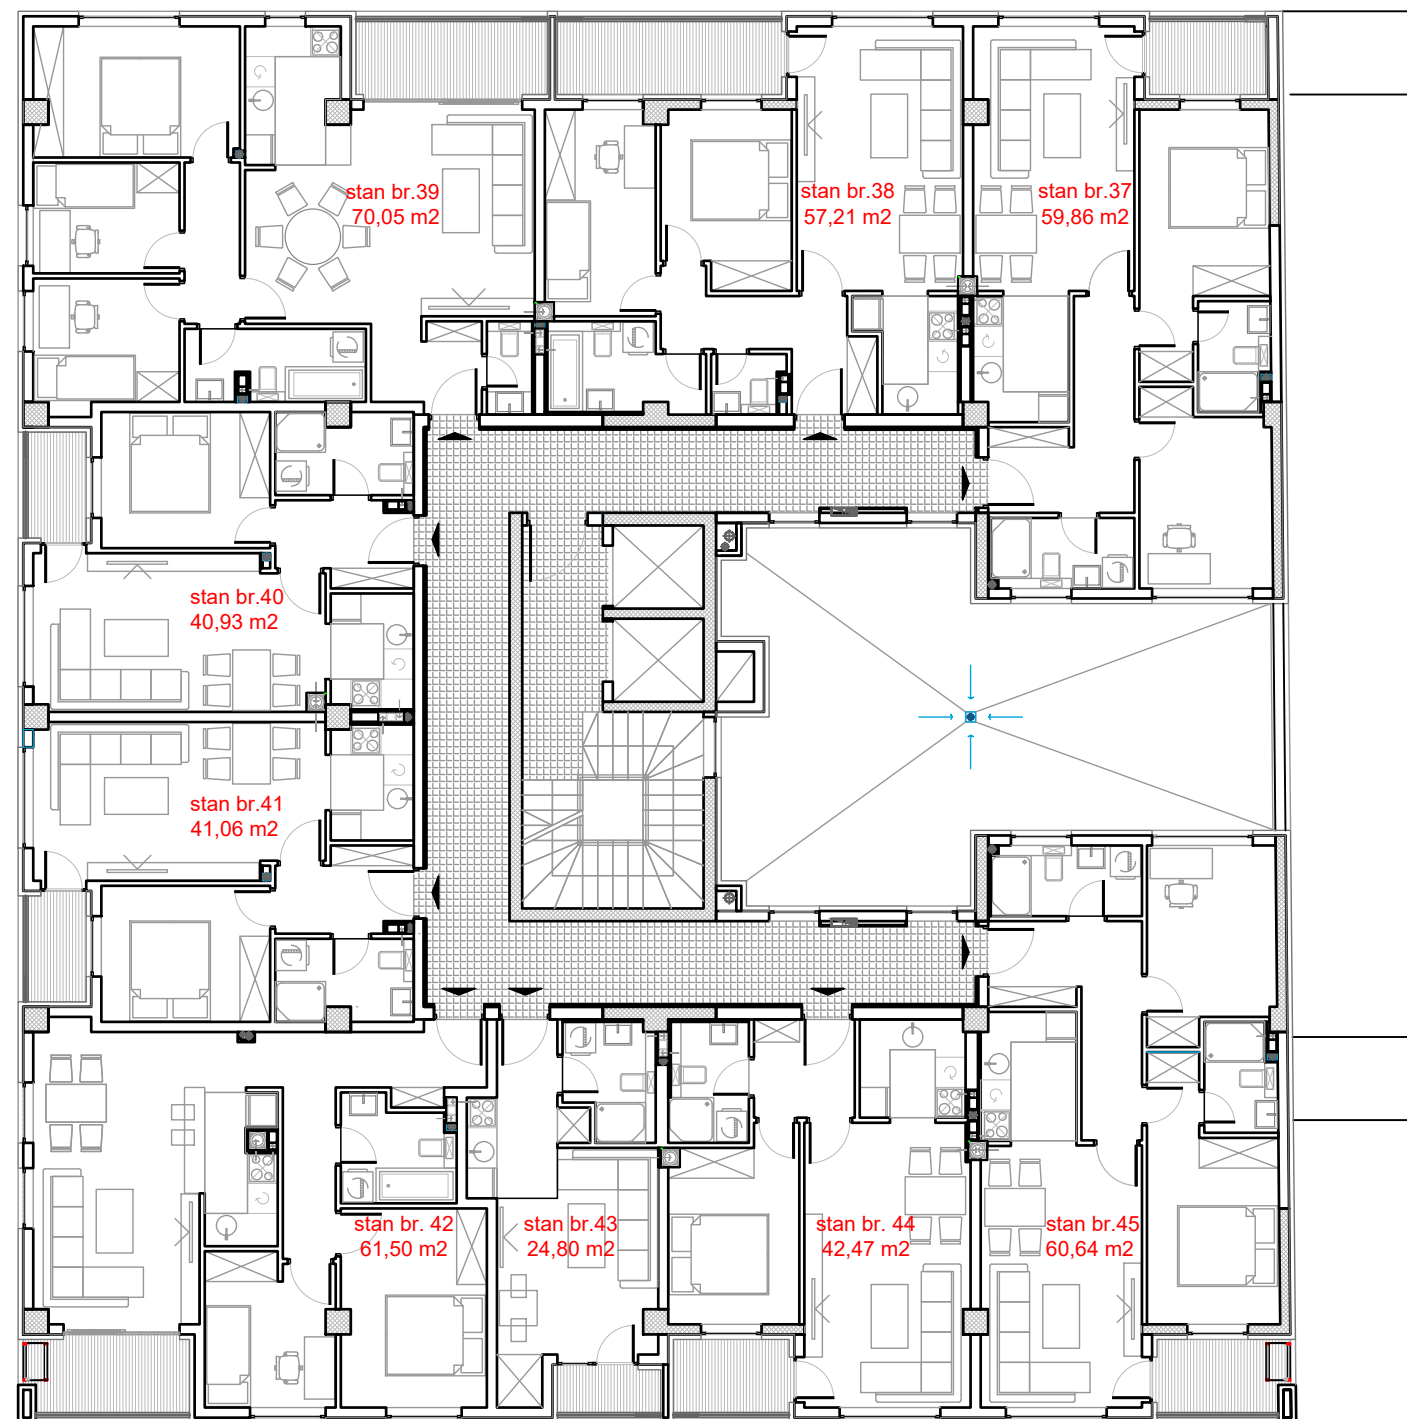 stan br.39
70,05 m2
stan br.38
57,21 m2
stan br.37
59,86 m2
stan br.40
40,93 m2
stan br.41
41,06 m2
stan br. 42
61,50 m2
stan br.43
24,80 m2
stan br. 44
42,47 m2
stan br.45
60,64 m2